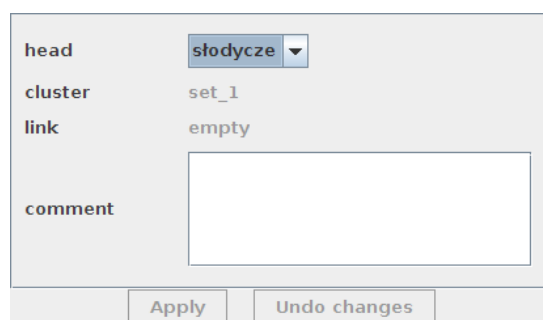 head słodycze
cluster set_1
link empty
comment
Apply Undo changes